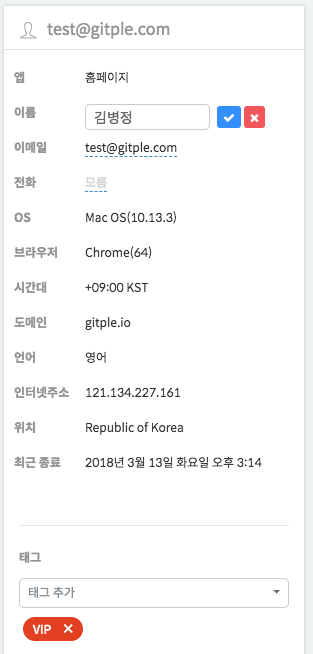 test@gitple.com
앱 홈페이지
이름 김병정
이메일 test@gitple.com
전화 모름
OS Mac OS(10.13.3)
브라우저 Chrome(64)
시간대 +09:00 KST
도메인 gitple.io
언어 영어
인터넷주소 121.134.227.161
위치 Republic of Korea
최근 종료 2018년 3월 13일 화요일 오후 3:14
태그
태그 추가
VIP ×